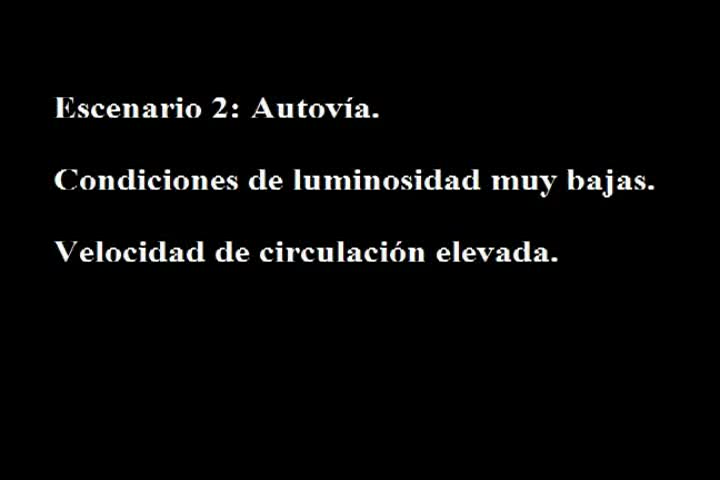 Escenario 2: Autovía.
Condiciones de luminosidad muy bajas.
Velocidad de circulación elevada.